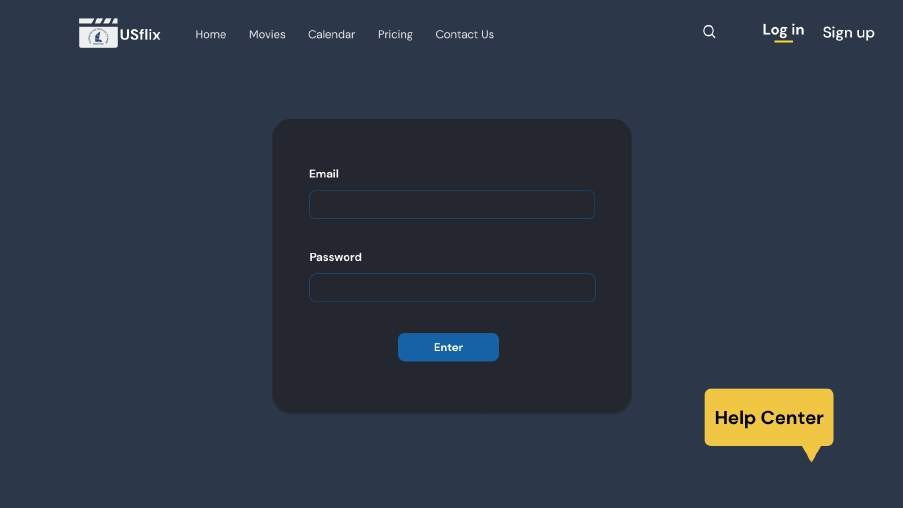 USflix
Home
Movies
Calendar
Pricing
Contact Us
Log in
Sign up
Email
Password
Enter
Help Center